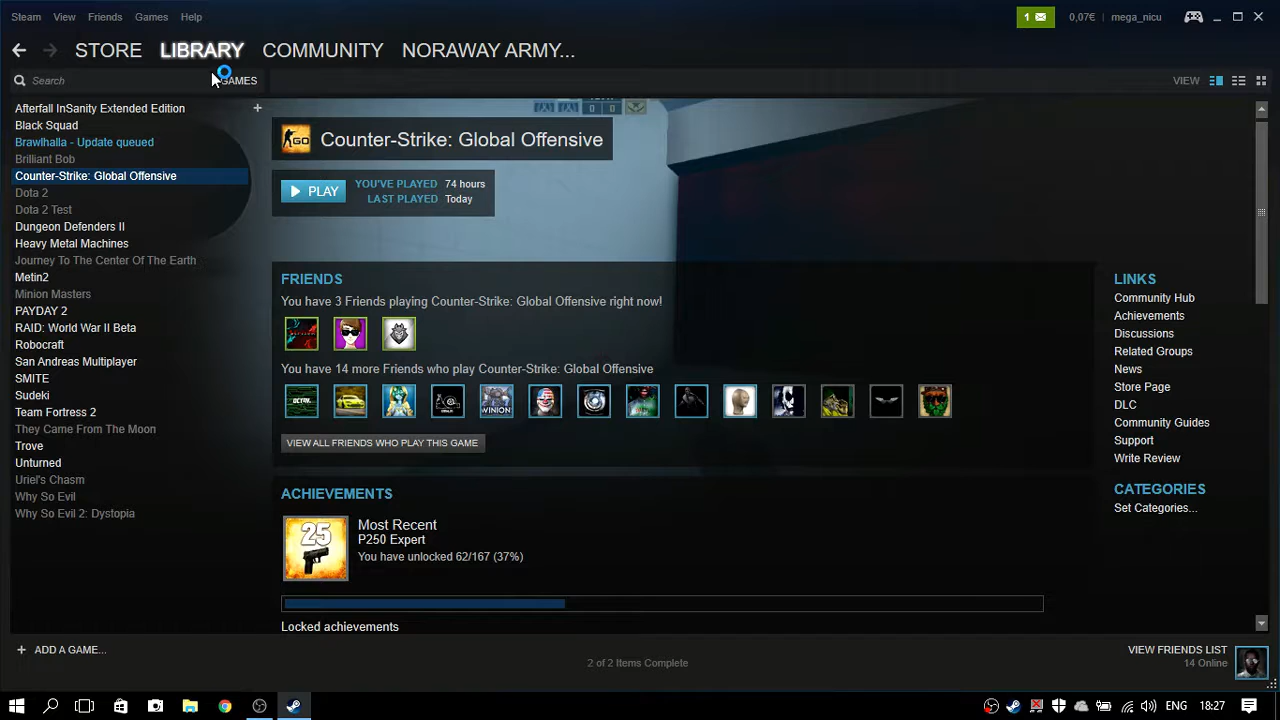 Steam View Friends Games Help
1 0,07€ mega_nicu
STORE LIBRARY COMMUNITY NORAWAY ARMY...
Search GAMES VIEW
Afterfall InSanity Extended Edition
Black Squad
Brawlhalla - Update queued
Brilliant Bob
Counter-Strike: Global Offensive
Dota 2
Dota 2 Test
Dungeon Defenders II
Heavy Metal Machines
Journey To The Center Of The Earth
Metin2
Minion Masters
PAYDAY 2
RAID: World War II Beta
Robocraft
San Andreas Multiplayer
SMITE
Sudeki
Team Fortress 2
They Came From The Moon
Trove
Unturned
Uriel's Chasm
Why So Evil
Why So Evil 2: Dystopia
GO Counter-Strike: Global Offensive
PLAY
YOU'VE PLAYED 74 hours
LAST PLAYED Today
FRIENDS
You have 3 Friends playing Counter-Strike: Global Offensive right now!
You have 14 more Friends who play Counter-Strike: Global Offensive
VIEW ALL FRIENDS WHO PLAY THIS GAME
ACHIEVEMENTS
25
Most Recent
P250 Expert
You have unlocked 62/167 (37%)
Locked achievements
LINKS
Community Hub
Achievements
Discussions
Related Groups
News
Store Page
DLC
Community Guides
Support
Write Review
CATEGORIES
Set Categories...
ADD A GAME...
2 of 2 Items Complete
VIEW FRIENDS LIST
14 Online
ENG 18:27